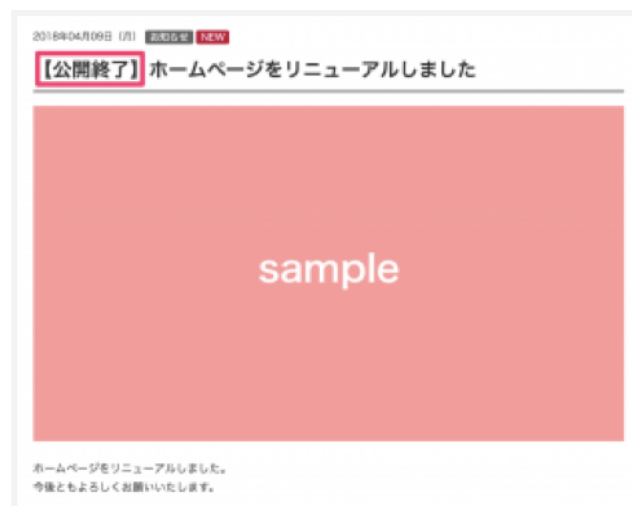 2018年04月09日（月） お知らせ NEW
【公開終了】ホームページをリニューアルしました
sample
ホームページをリニューアルしました。
今後ともよろしくお願いいたします。